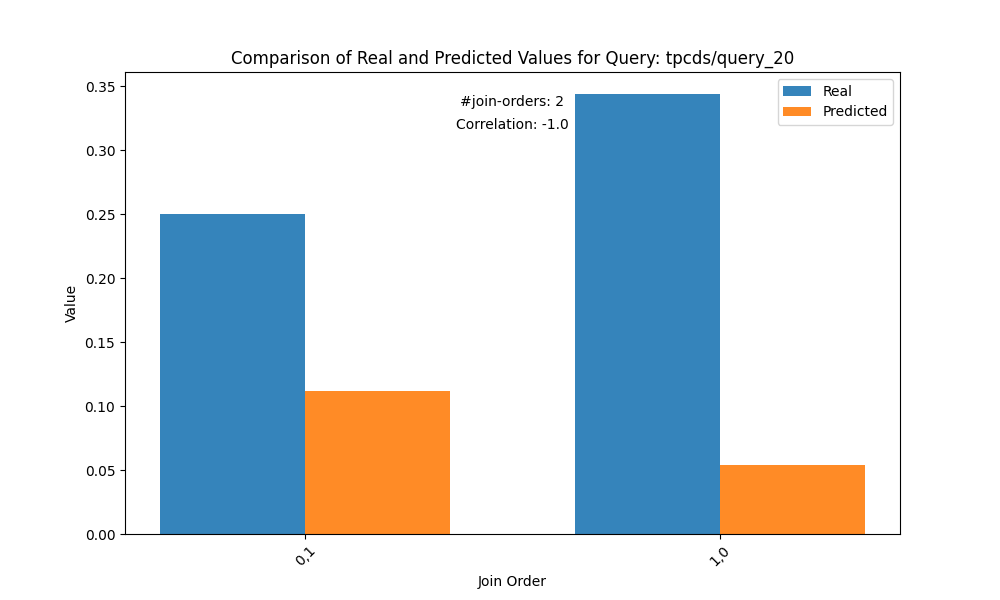 Comparison of Real and Predicted Values for Query: tpcds/query_20
#join-orders: 2
Correlation: -1.0
Real
Predicted
Value
0.35
0.30
0.25
0.20
0.15
0.10
0.05
0.00
0,1
1,0
Join Order